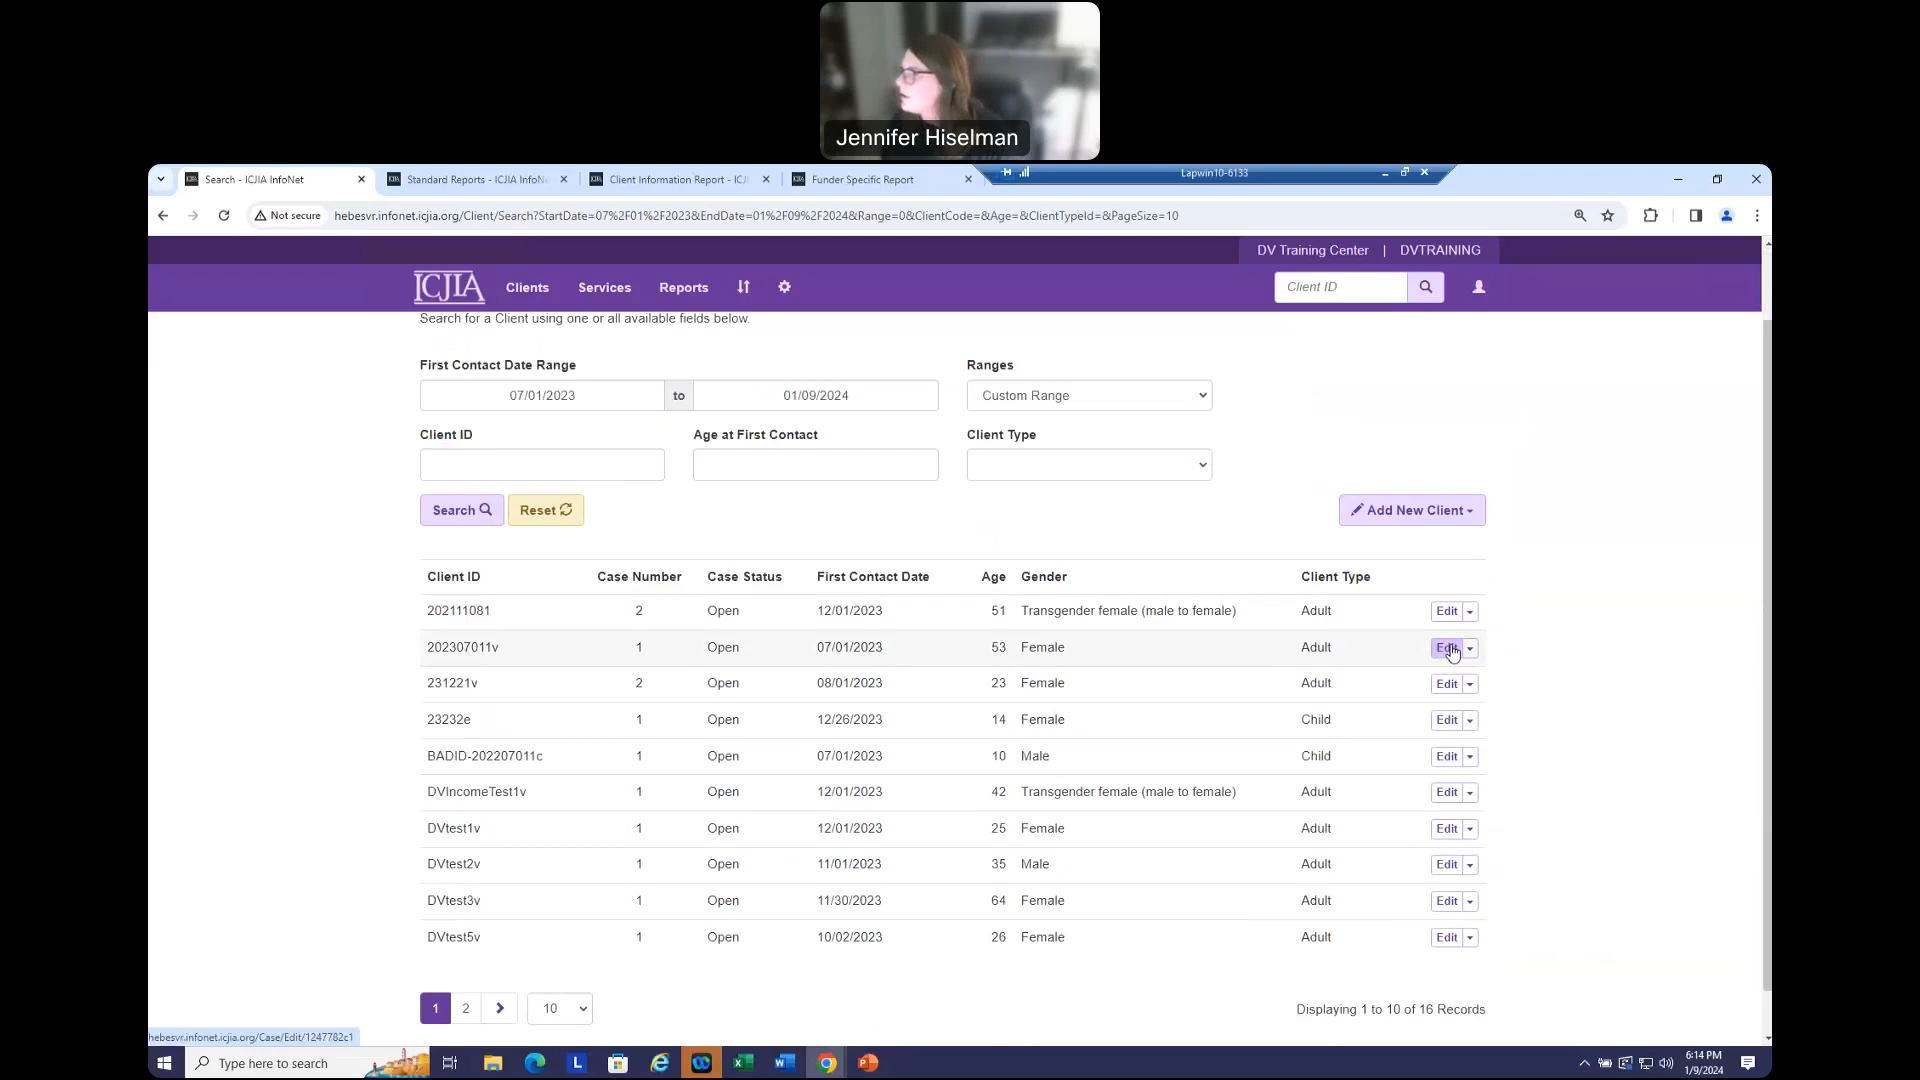 Jennifer Hiselman
Search - ICJIA InfoNet
Standard Reports - ICJIA InfoNe
Client Information Report - ICJI
Funder Specific Report
Lapwin10-6133
Not secure
hebesvr.infonet.icjia.org/Client/Search?StartDate=07%2F01%2F2023&EndDate=01%2F09%2F2024&Range=0&ClientCode=&Age=&ClientTypeId=&PageSize=10
DV Training Center | DVTRAINING
ICJIA Clients Services Reports Client ID
Search for a Client using one or all available fields below.
First Contact Date Range Ranges
07/01/2023 to 01/09/2024 Custom Range
Client ID Age at First Contact Client Type
Search Reset Add New Client
Client ID Case Number Case Status First Contact Date Age Gender Client Type
202111081 2 Open 12/01/2023 51 Transgender female (male to female) Adult Edit
202307011v 1 Open 07/01/2023 53 Female Adult Edit
231221v 2 Open 08/01/2023 23 Female Adult Edit
23232e 1 Open 12/26/2023 14 Female Child Edit
BADID-202207011c 1 Open 07/01/2023 10 Male Child Edit
DVIncomeTest1v 1 Open 12/01/2023 42 Transgender female (male to female) Adult Edit
DVtest1v 1 Open 12/01/2023 25 Female Adult Edit
DVtest2v 1 Open 11/01/2023 35 Male Adult Edit
DVtest3v 1 Open 11/30/2023 64 Female Adult Edit
DVtest5v 1 Open 10/02/2023 26 Female Adult Edit
1 2 10 Displaying 1 to 10 of 16 Records
hebesvr.infonet.icjia.org/Case/Edit/1247782c1
Type here to search
6:14 PM
1/9/2024